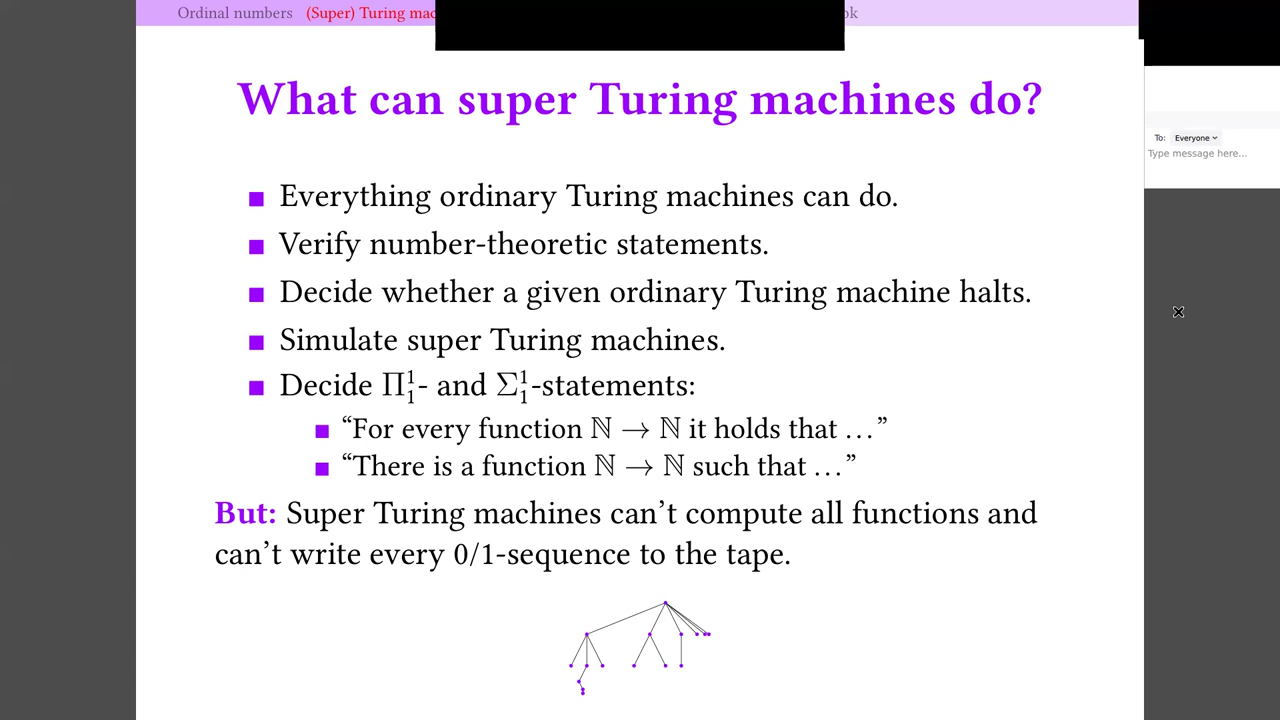 Ordinal numbers (Super) Turing
What can super Turing machines do?
To: Everyone
Type message here...
Everything ordinary Turing machines can do.
Verify number-theoretic statements.
Decide whether a given ordinary Turing machine halts.
Simulate super Turing machines.
Decide Π¹₁- and Σ¹₁-statements:
“For every function ℕ → ℕ it holds that …”
“There is a function ℕ → ℕ such that …”
But: Super Turing machines can’t compute all functions and
can’t write every 0/1-sequence to the tape.